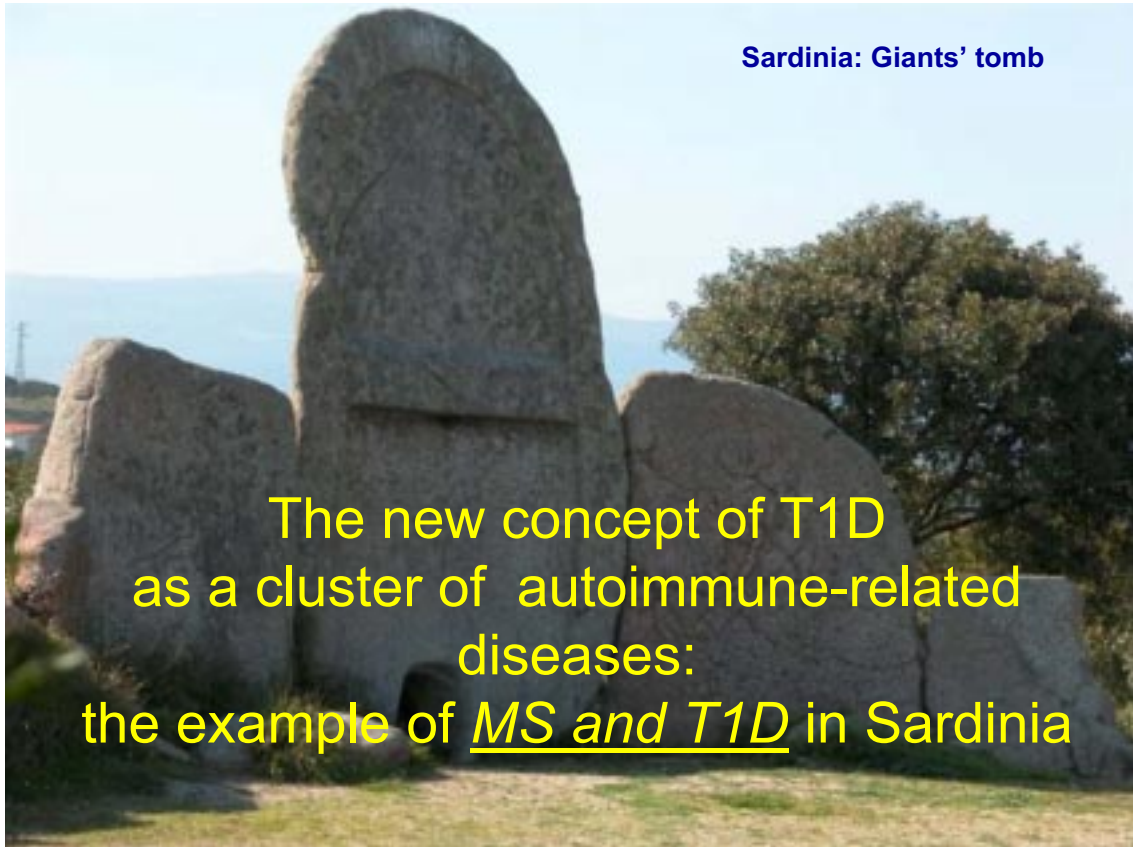 Sardinia: Giants' tomb
The new concept of T1D
as a cluster of autoimmune-related
diseases:
the example of MS and T1D in Sardinia